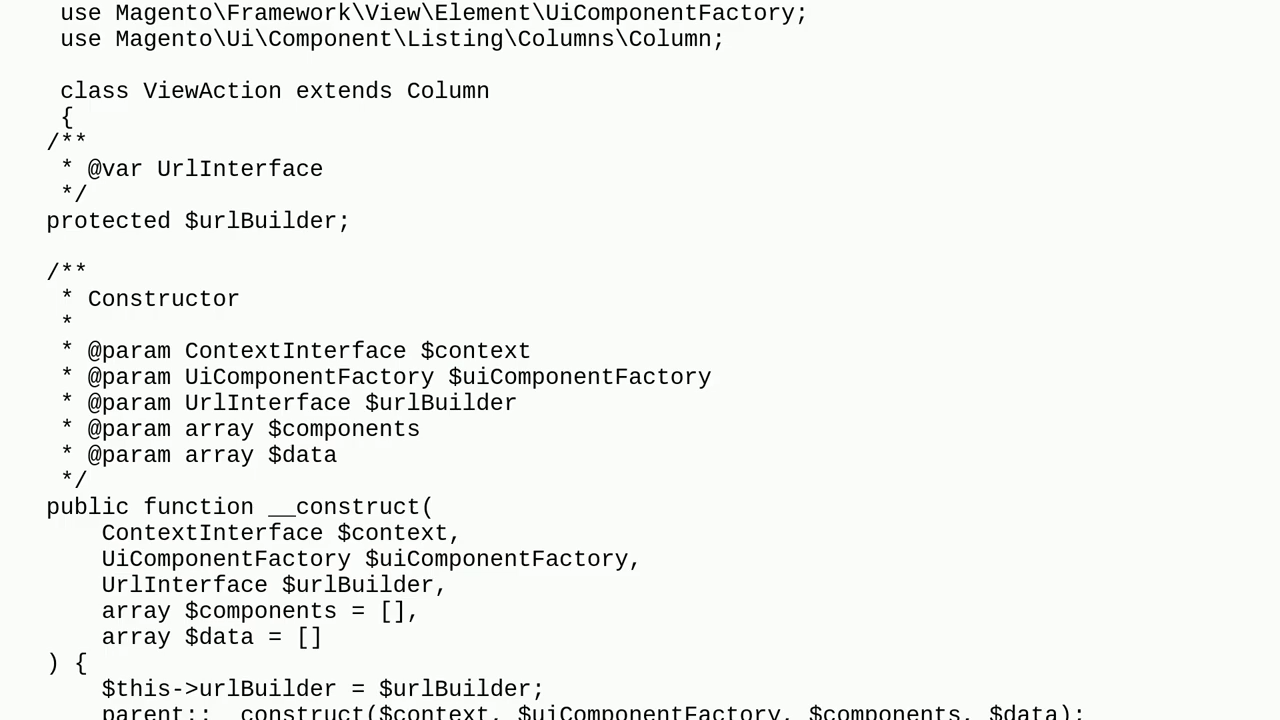 use Magento\Framework\View\Element\UiComponentFactory;
use Magento\Ui\Component\Listing\Columns\Column;
class ViewAction extends Column
{
/**
* @var UrlInterface
*/
protected $urlBuilder;
/**
* Constructor
*
* @param ContextInterface $context
* @param UiComponentFactory $uiComponentFactory
* @param UrlInterface $urlBuilder
* @param array $components
* @param array $data
*/
public function __construct(
ContextInterface $context,
UiComponentFactory $uiComponentFactory,
UrlInterface $urlBuilder,
array $components = [],
array $data = []
) {
$this->urlBuilder = $urlBuilder;
parent::__construct($context, $uiComponentFactory, $components, $data);